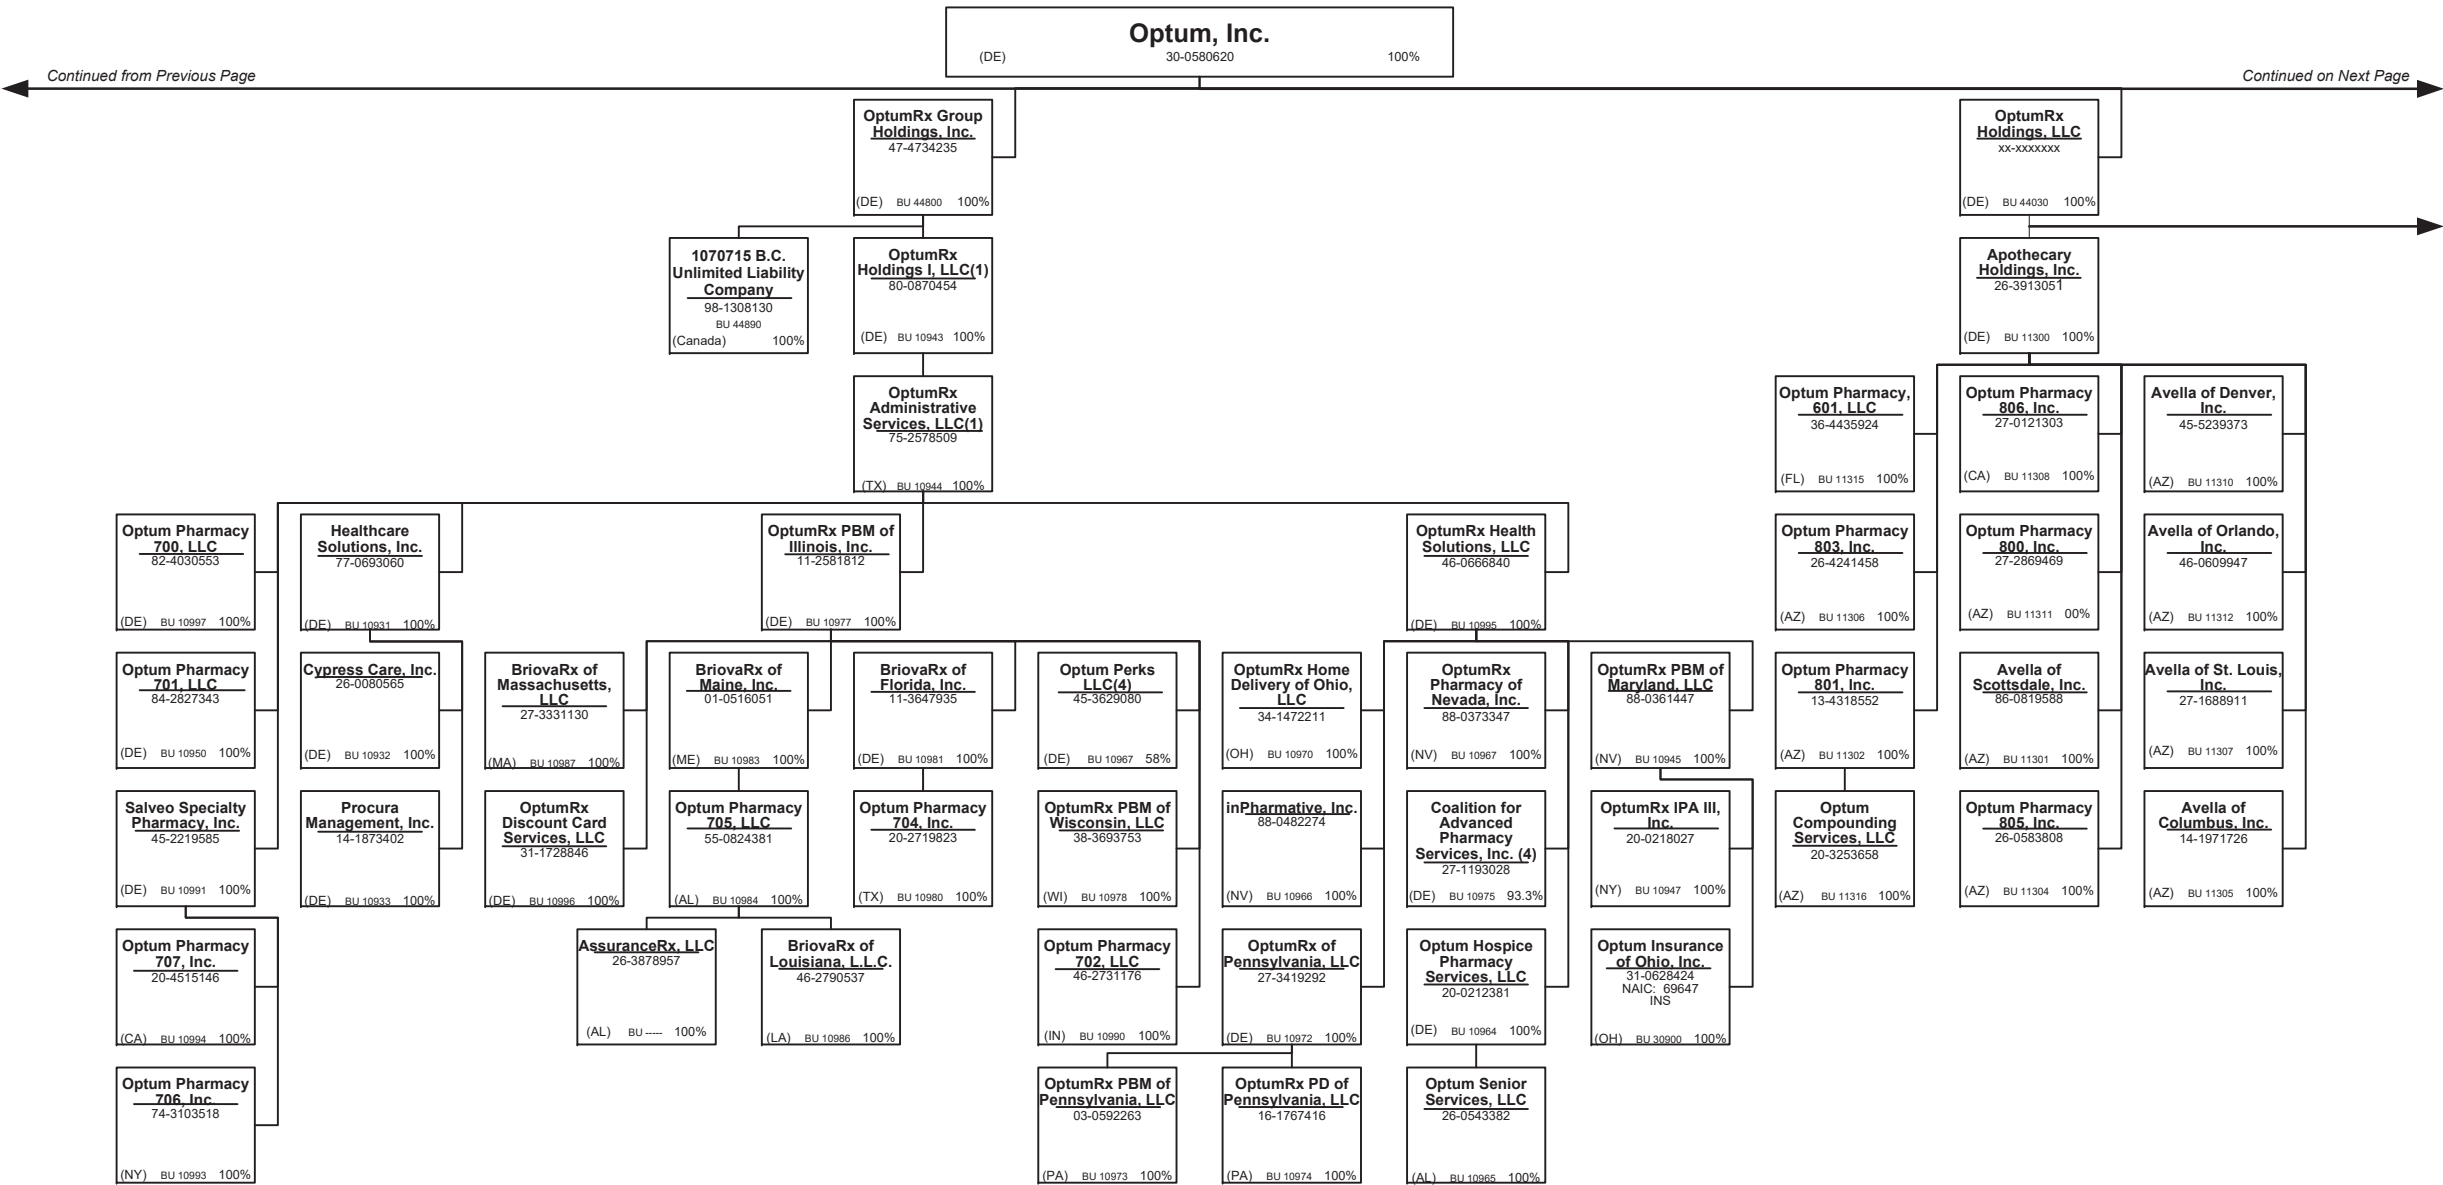 Optum, Inc.
(DE) 30-0580620 100%
Continued from Previous Page
Continued on Next Page
OptumRx Group
Holdings, Inc.
47-4734235
(DE) BU 44800 100%
OptumRx
Holdings, LLC
xx-xxxxxxx
(DE) BU 44030 100%
1070715 B.C.
Unlimited Liability
Company
98-1308130
BU 44890
(Canada) 100%
OptumRx
Holdings I, LLC(1)
80-0870454
(DE) BU 10943 100%
Apothecary
Holdings, Inc.
26-3913051
(DE) BU 11300 100%
OptumRx
Administrative
Services, LLC(1)
75-2578509
(TX) BU 10944 100%
Optum Pharmacy,
601, LLC
36-4435924
(FL) BU 11315 100%
Optum Pharmacy
806, Inc.
27-0121303
(CA) BU 11308 100%
Avella of Denver,
Inc.
45-5239373
(AZ) BU 11310 100%
Optum Pharmacy
700, LLC
82-4030553
(DE) BU 10997 100%
Healthcare
Solutions, Inc.
77-0693060
(DE) BU 10931 100%
OptumRx PBM of
Illinois, Inc.
11-2581812
(DE) BU 10977 100%
OptumRx Health
Solutions, LLC
46-0666840
(DE) BU 10995 100%
Optum Pharmacy
803, Inc.
26-4241458
(AZ) BU 11306 100%
Optum Pharmacy
800, Inc.
27-2869469
(AZ) BU 11311 00%
Avella of Orlando,
Inc.
46-0609947
(AZ) BU 11312 100%
Optum Pharmacy
701, LLC
84-2827343
(DE) BU 10950 100%
Cypress Care, Inc.
26-0080565
(DE) BU 10932 100%
BriovaRx of
Massachusetts,
LLC
27-3331130
(MA) BU 10987 100%
BriovaRx of
Maine, Inc.
01-0516051
(ME) BU 10983 100%
BriovaRx of
Florida, Inc.
11-3647935
(DE) BU 10981 100%
Optum Perks
LLC(4)
45-3629080
(DE) BU 10967 58%
OptumRx Home
Delivery of Ohio,
LLC
34-1472211
(OH) BU 10970 100%
OptumRx
Pharmacy of
Nevada, Inc.
88-0373347
(NV) BU 10967 100%
OptumRx PBM of
Maryland, LLC
88-0361447
(NV) BU 10945 100%
Optum Pharmacy
801, Inc.
13-4318552
(AZ) BU 11302 100%
Avella of
Scottsdale, Inc.
86-0819588
(AZ) BU 11301 100%
Avella of St. Louis,
Inc.
27-1688911
(AZ) BU 11307 100%
Salveo Specialty
Pharmacy, Inc.
45-2219585
(DE) BU 10991 100%
Procura
Management, Inc.
14-1873402
(DE) BU 10933 100%
OptumRx
Discount Card
Services, LLC
31-1728846
(DE) BU 10996 100%
Optum Pharmacy
705, LLC
55-0824381
(AL) BU 10984 100%
Optum Pharmacy
704, Inc.
20-2719823
(TX) BU 10980 100%
OptumRx PBM of
Wisconsin, LLC
38-3693753
(WI) BU 10978 100%
inPharmative, Inc.
88-0482274
(NV) BU 10966 100%
Coalition for
Advanced
Pharmacy
Services, Inc. (4)
27-1193028
(DE) BU 10975 93.3%
OptumRx IPA III,
Inc.
20-0218027
(NY) BU 10947 100%
Optum
Compounding
Services, LLC
20-3253658
(AZ) BU 11316 100%
Optum Pharmacy
805, Inc.
26-0583808
(AZ) BU 11304 100%
Avella of
Columbus, Inc.
14-1971726
(AZ) BU 11305 100%
Optum Pharmacy
707, Inc.
20-4515146
(CA) BU 10994 100%
AssuranceRx, LLC
26-3878957
(AL) BU ----- 100%
BriovaRx of
Louisiana, L.L.C.
46-2790537
(LA) BU 10986 100%
Optum Pharmacy
702, LLC
46-2731176
(IN) BU 10990 100%
OptumRx of
Pennsylvania, LLC
27-3419292
(DE) BU 10972 100%
Optum Hospice
Pharmacy
Services, LLC
20-0212381
(DE) BU 10964 100%
Optum Insurance
of Ohio, Inc.
31-0628424
NAIC: 69647
INS
(OH) BU 30900 100%
Optum Pharmacy
706, Inc.
74-3103518
(NY) BU 10993 100%
OptumRx PBM of
Pennsylvania, LLC
03-0592263
(PA) BU 10973 100%
OptumRx PD of
Pennsylvania, LLC
16-1767416
(PA) BU 10974 100%
Optum Senior
Services, LLC
26-0543382
(AL) BU 10965 100%